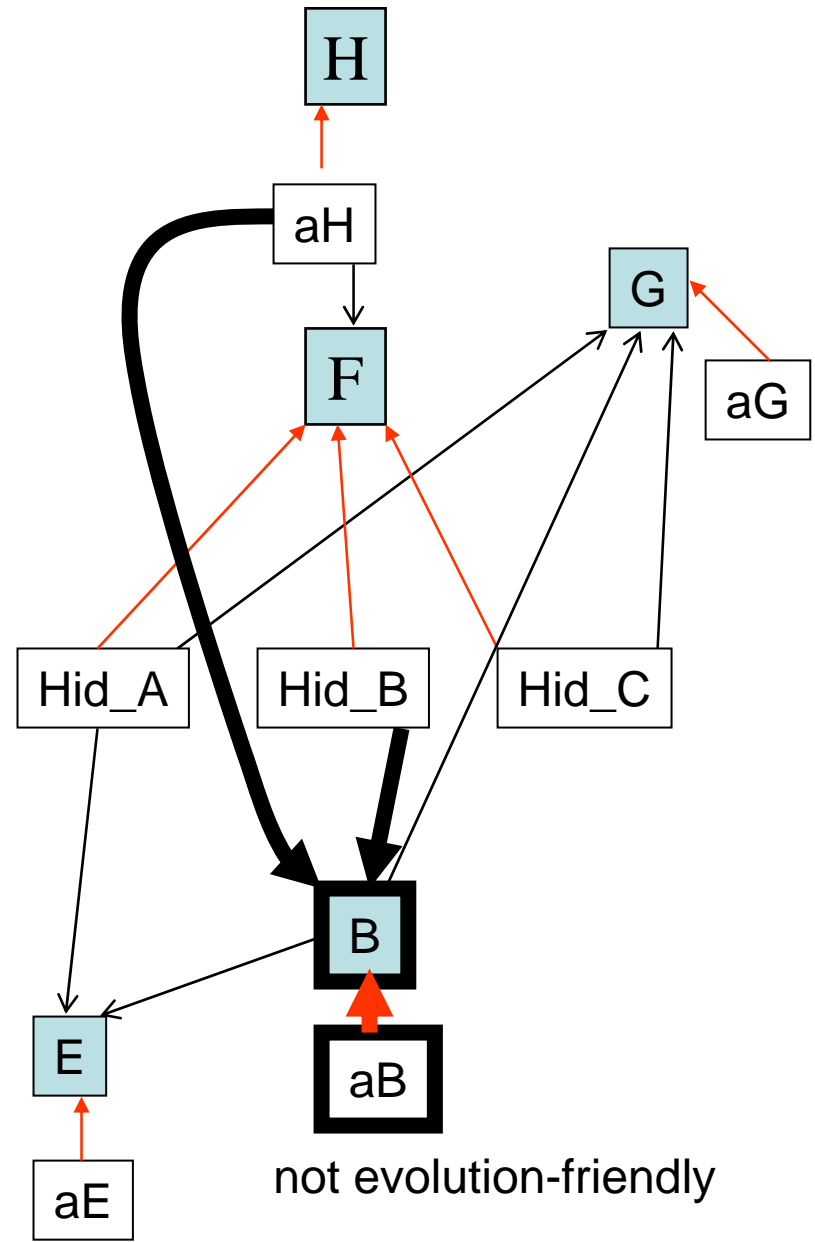 H
aH
G
F
aG
Hid_A
Hid_B
Hid_C
B
E
aB
not evolution-friendly
aE